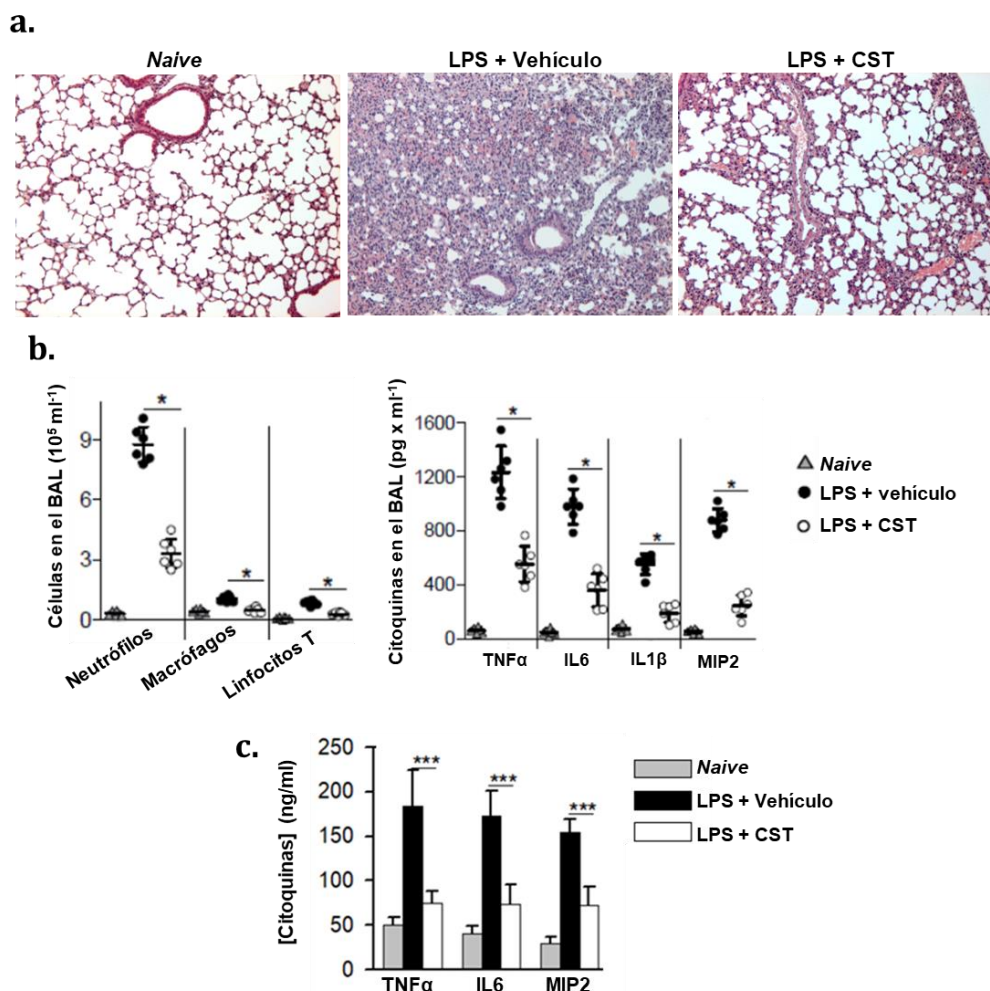 a.
Naive
LPS + Vehículo
LPS + CST
b.
Células en el BAL (10⁵ ml⁻¹)
9
6
3
0
*
*
*
Neutrófilos
Macrófagos
Linfocitos T
Citoquinas en el BAL (pg x ml⁻¹)
1600
1200
800
400
0
*
*
*
*
TNFα
IL6
IL1β
MIP2
Naive
LPS + vehículo
LPS + CST
c.
[Citoquinas] (ng/ml)
250
200
150
100
50
0
***
***
***
TNFα
IL6
MIP2
Naive
LPS + Vehículo
LPS + CST